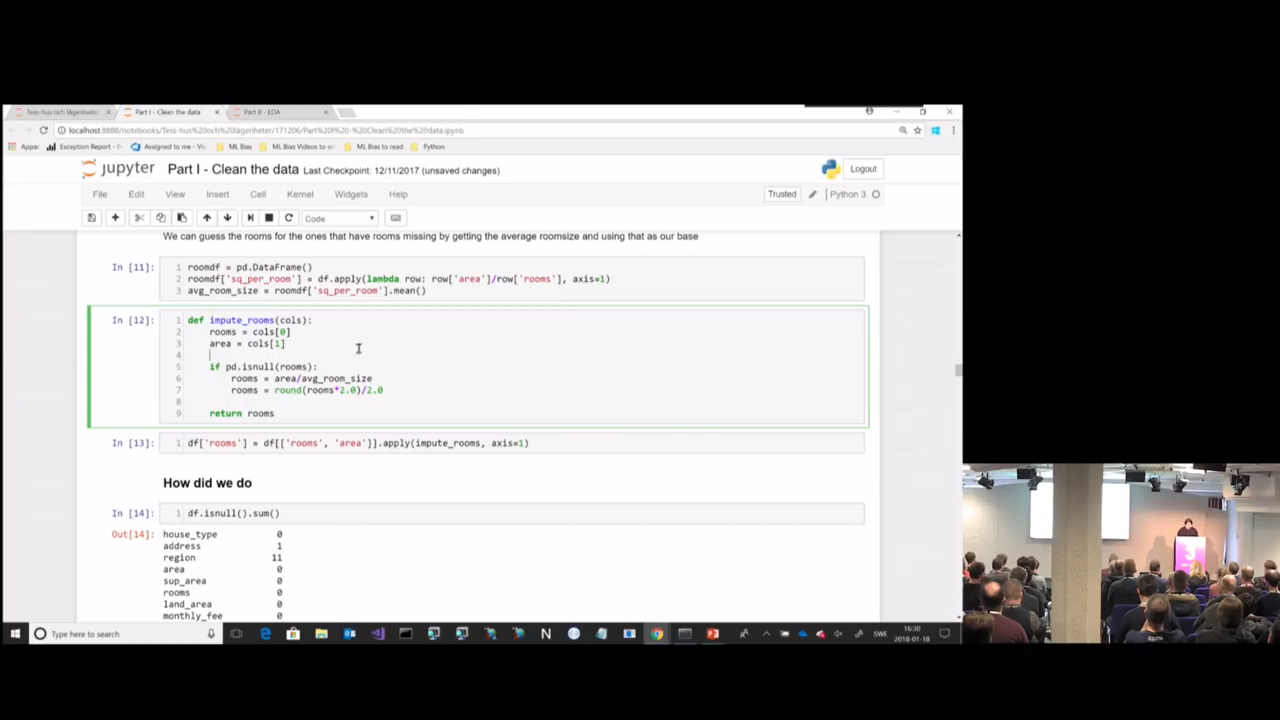 Tess-hus och lägenheten
Part I - Clean the data
Part II - EDA
localhost:8888/notebooks/Tess-hus%20och%20lägenheter/171206/Part%20I%20-%20Clean%20the%20data.ipynb
Appar
Exception Report - F
Assigned to me - Vi
ML Bias
ML Bias Videos to
ML Bias to read
Python
jupyter Part I - Clean the data Last Checkpoint: 12/11/2017 (unsaved changes)
Logout
File Edit View Insert Cell Kernel Widgets Help
Trusted
Python 3
Code
We can guess the rooms for the ones that have rooms missing by getting the average roomsize and using that as our base
In [11]:
1 roomdf = pd.DataFrame()
2 roomdf['sq_per_room'] = df.apply(lambda row: row['area']/row['rooms'], axis=1)
3 avg_room_size = roomdf['sq_per_room'].mean()
In [12]:
1 def impute_rooms(cols):
2 rooms = cols[0]
3 area = cols[1]
4
5 if pd.isnull(rooms):
6 rooms = area/avg_room_size
7 rooms = round(rooms*2.0)/2.0
8
9 return rooms
In [13]:
1 df['rooms'] = df[['rooms', 'area']].apply(impute_rooms, axis=1)
How did we do
In [14]:
1 df.isnull().sum()
Out[14]:
house_type 0
address 1
region 11
area 0
sup_area 0
rooms 0
land_area 0
monthly_fee 0
Type here to search
SWE
16:30
2018-01-18